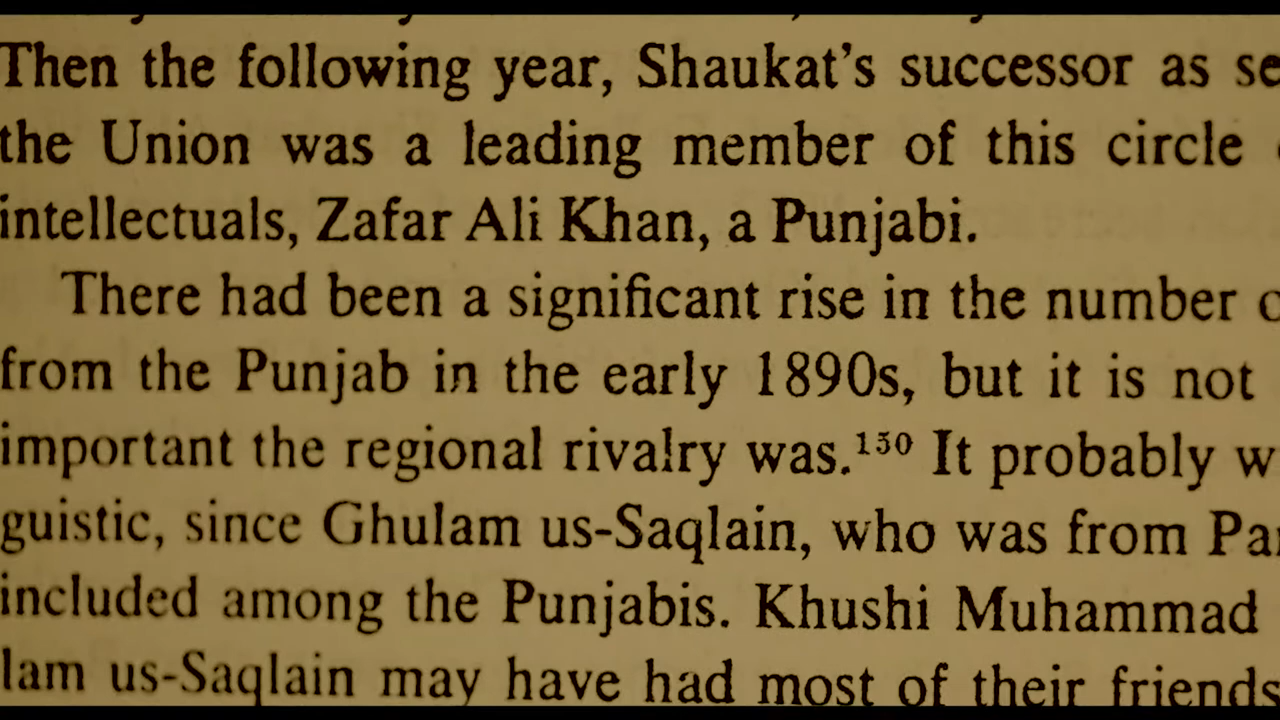 Then the following year, Shaukat's successor as
the Union was a leading member of this circle
intellectuals, Zafar Ali Khan, a Punjabi.
There had been a significant rise in the number
from the Punjab in the early 1890s, but it is not
important the regional rivalry was.¹⁵⁰ It probably
guistic, since Ghulam us-Saqlain, who was from
included among the Punjabis. Khushi Muhammad
lam us-Saqlain may have had most of their friends